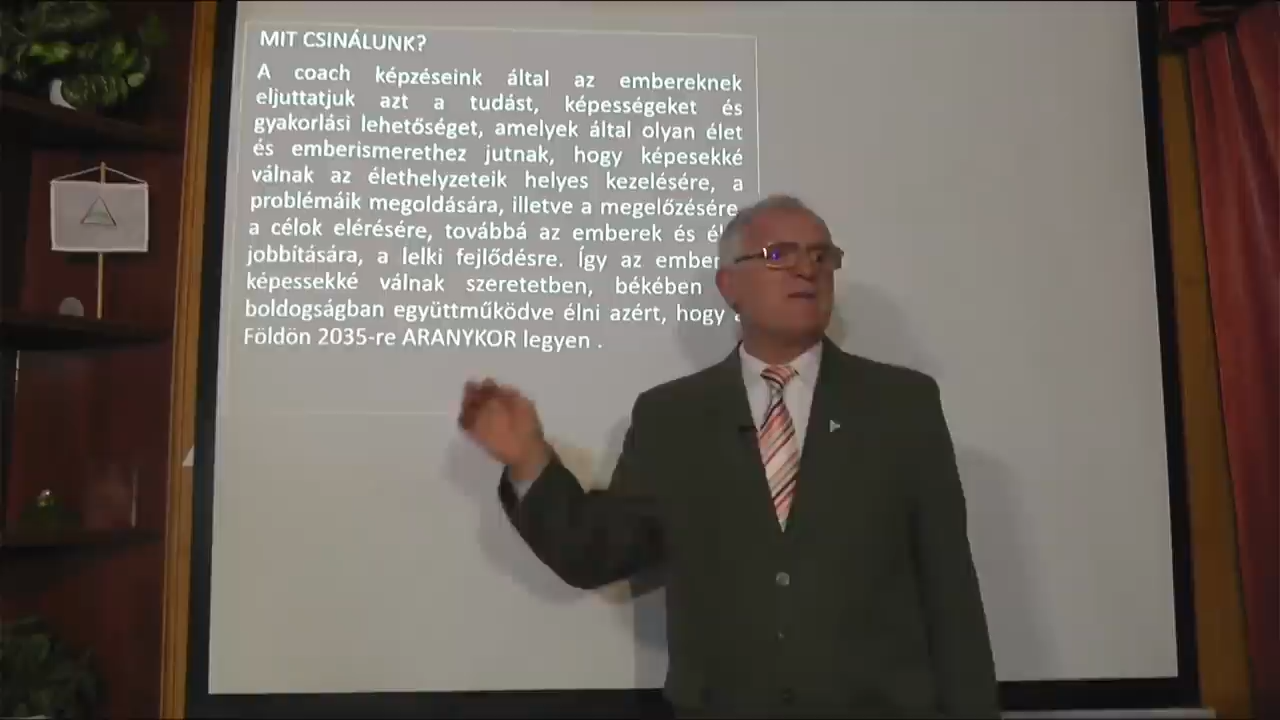 MIT CSINÁLUNK?
A coach képzéseink által az embereknek
eljuttatjuk azt a tudást, képességeket és
gyakorlási lehetőséget, amelyek által olyan élet
és emberismerethez jutnak, hogy képesekké
válnak az élethelyzeteik helyes kezelésére, a
problémáik megoldására, illetve a megelőzésére
a célok elérésére, továbbá az emberek és
jobbítására, a lelki fejlődésre. Így az
képessekké válnak szeretetben, békében
boldogságban együttműködve élni azért, hogy
Földön 2035-re ARANYKOR legyen .